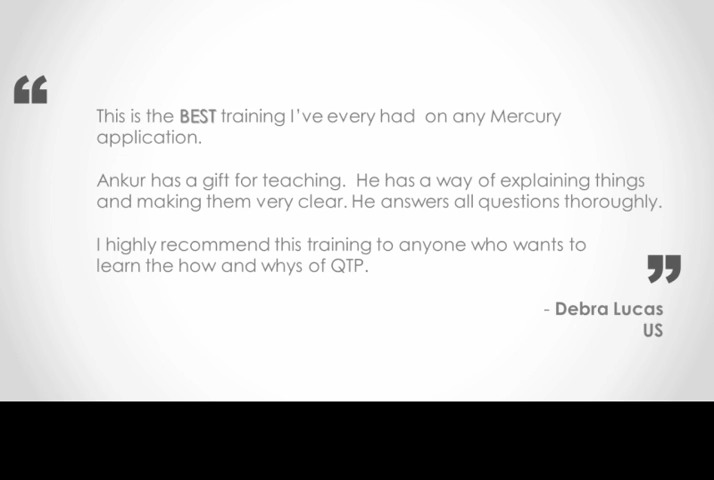 “
This is the BEST training I’ve every had on any Mercury
application.
Ankur has a gift for teaching. He has a way of explaining things
and making them very clear. He answers all questions thoroughly.
I highly recommend this training to anyone who wants to
learn the how and whys of QTP.
”
- Debra Lucas
US